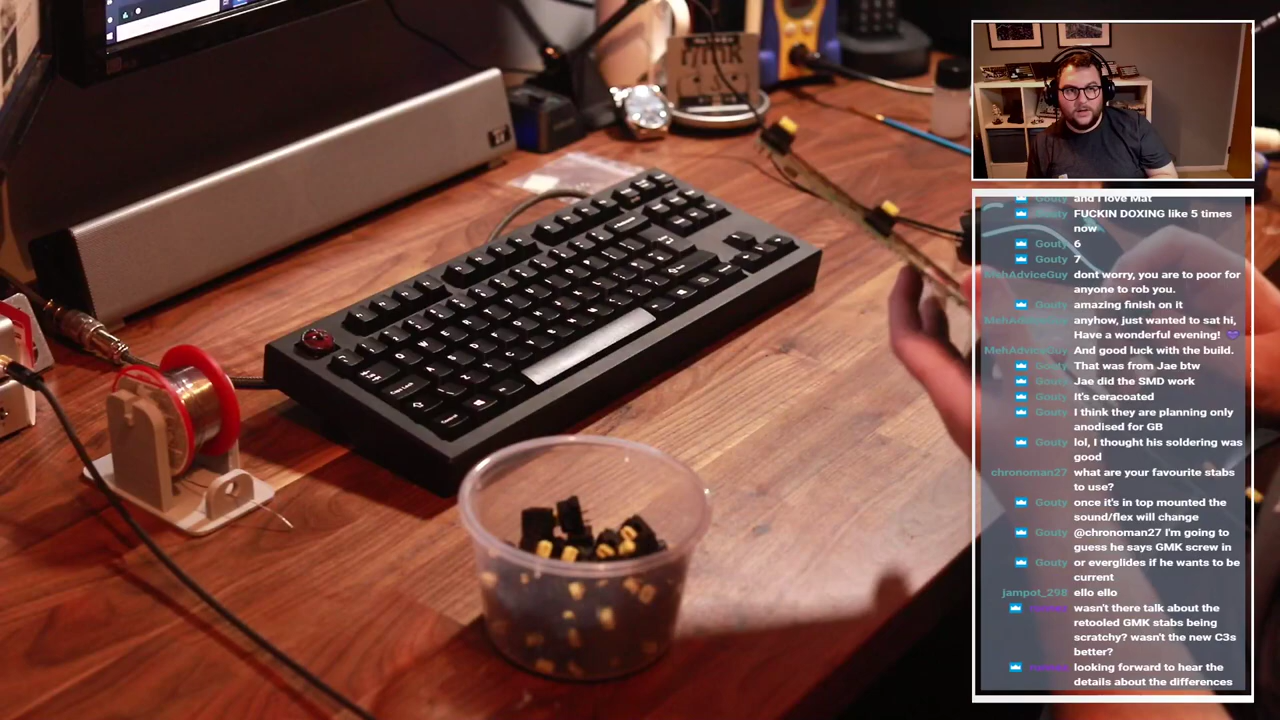 and I love Mat
Gouty FUCKIN DOXING like 5 times
now
Gouty 6
Gouty 7
MehAdviceGuy dont worry, you are to poor for
anyone to rob you.
Gouty amazing finish on it
MehAdviceGuy anyhow, just wanted to sat hi,
Have a wonderful evening! 💜
MehAdviceGuy And good luck with the build.
Gouty That was from Jae btw
Gouty Jae did the SMD work
Gouty It's ceracoated
Gouty I think they are planning only
anodised for GB
Gouty lol, I thought his soldering was
good
chronoman27 what are your favourite stabs
to use?
Gouty once it's in top mounted the
sound/flex will change
Gouty @chronoman27 I'm going to
guess he says GMK screw in
Gouty or everglides if he wants to be
current
jampot_298 ello ello
wasn't there talk about the
retooled GMK stabs being
scratchy? wasn't the new C3s
better?
looking forward to hear the
details about the differences